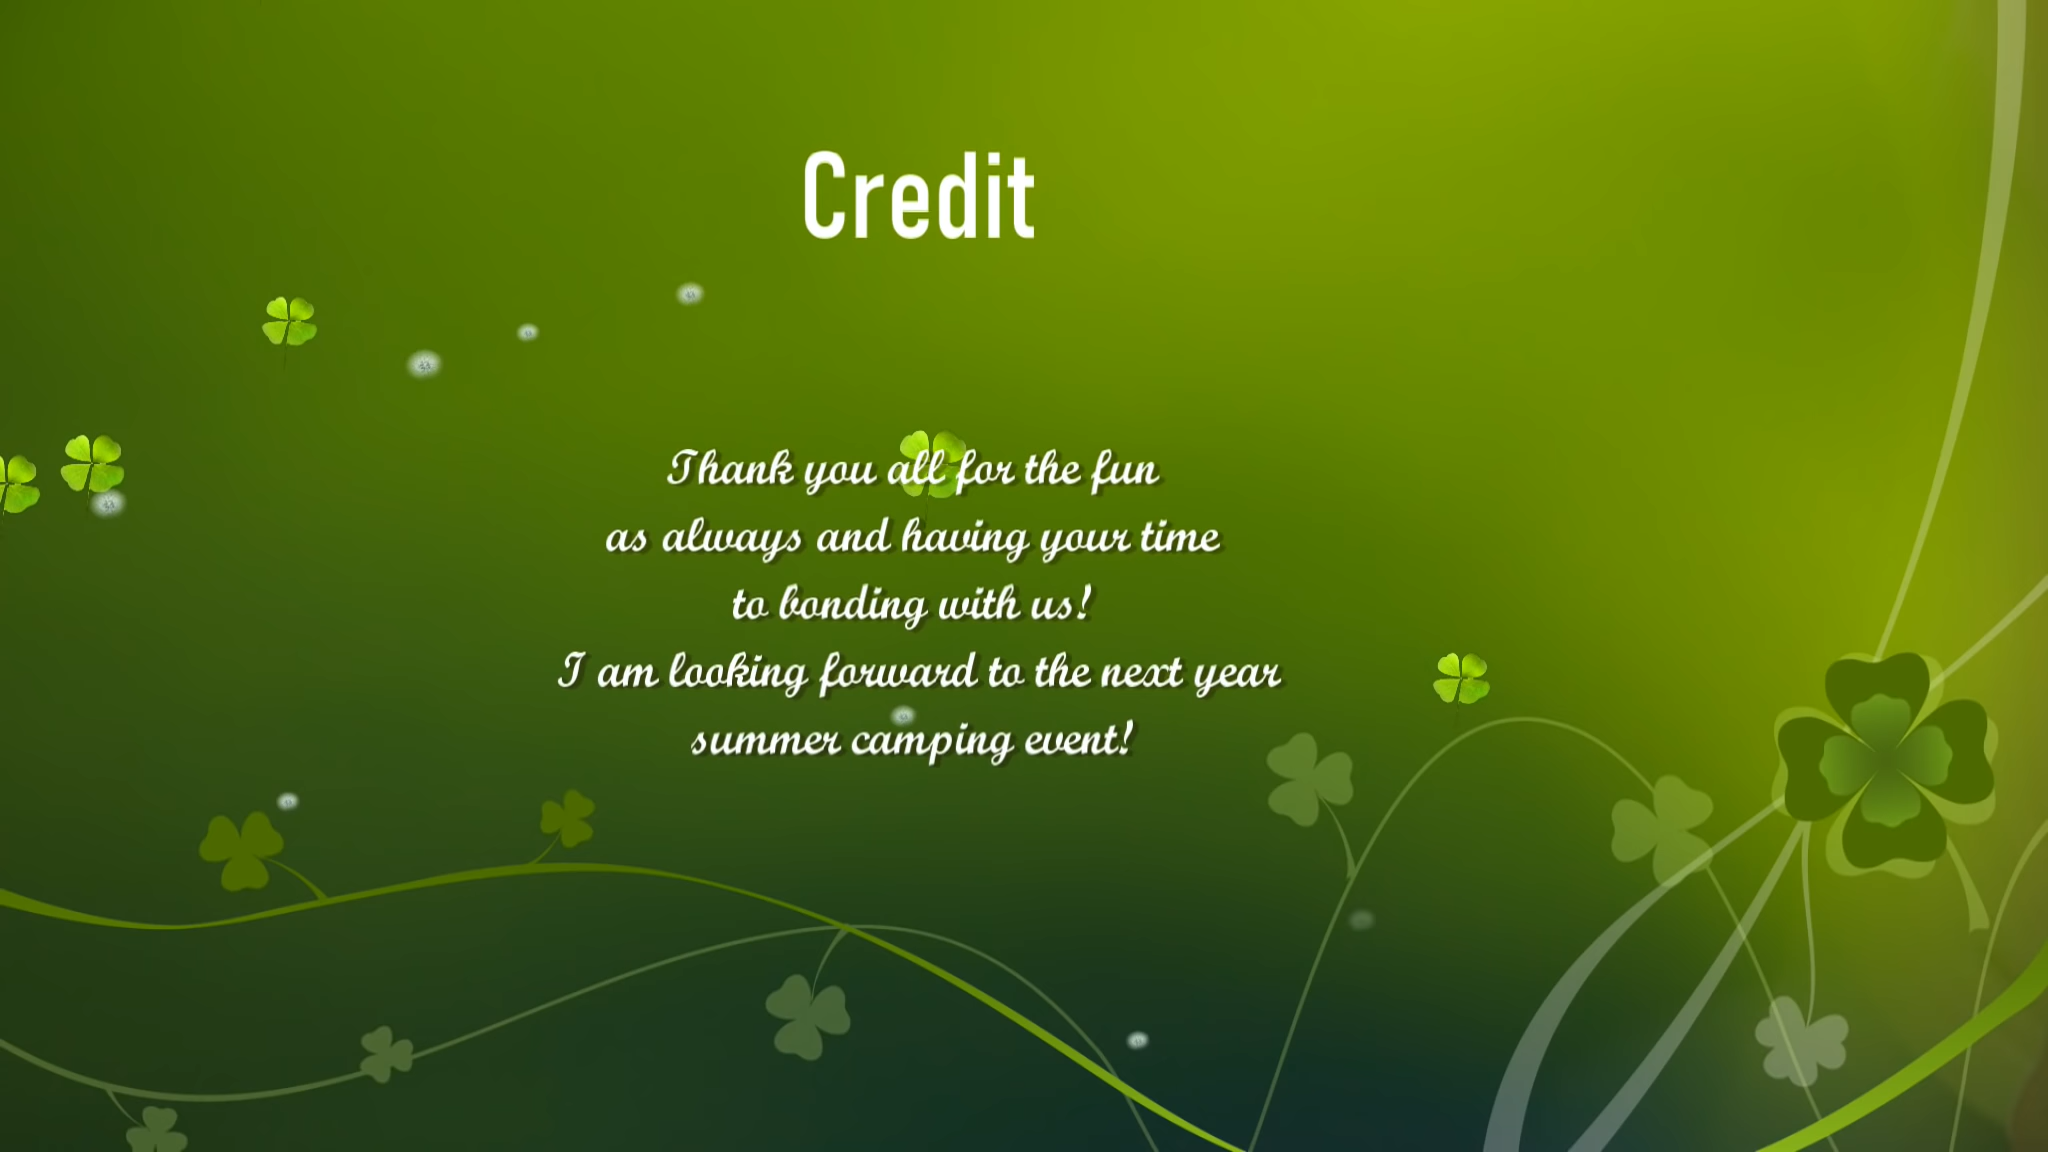 Credit
Thank you all for the fun
as always and having your time
to bonding with us!
I am looking forward to the next year
summer camping event!